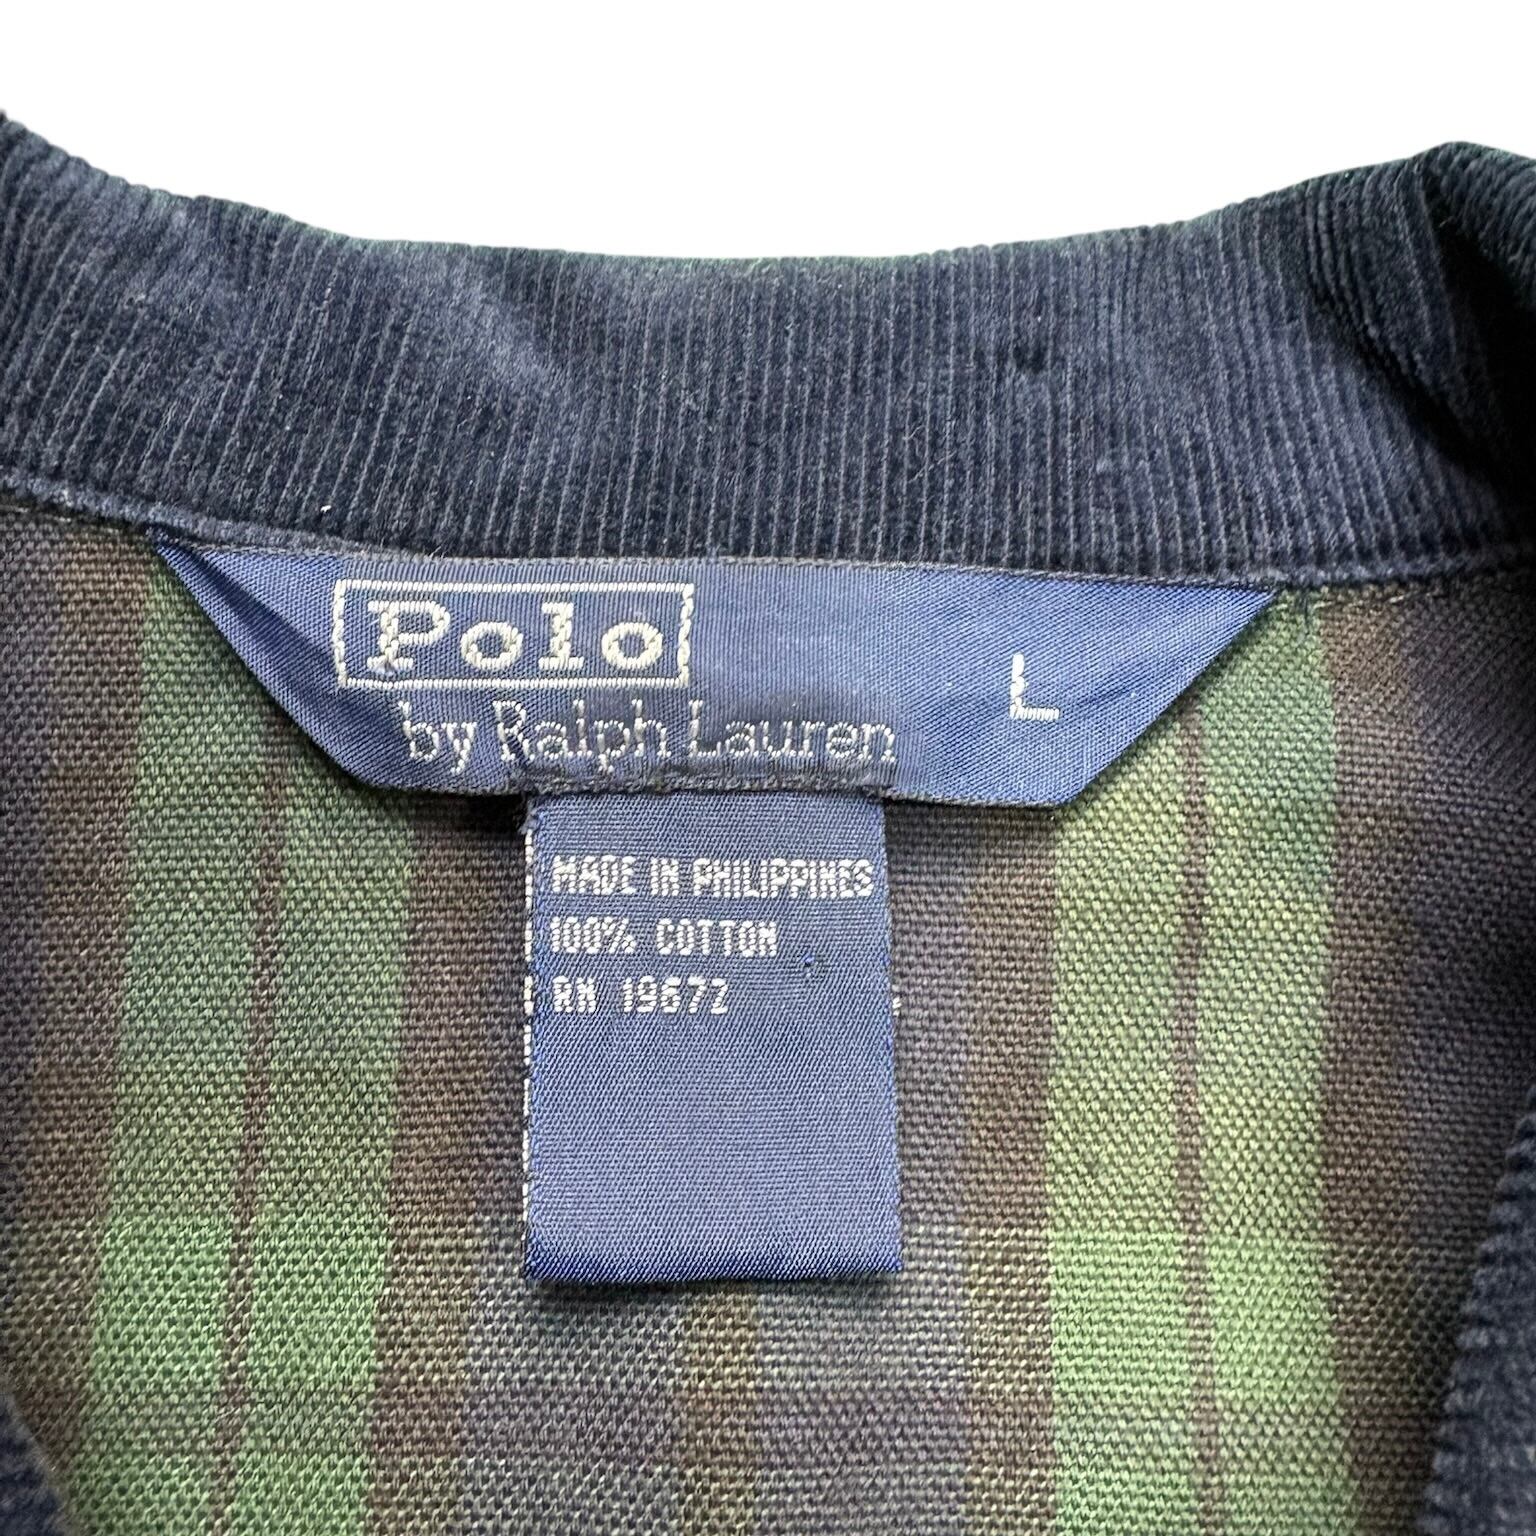 Polo
by Ralph Lauren
L
MADE IN PHILIPPINES
100% COTTON
RN 19672